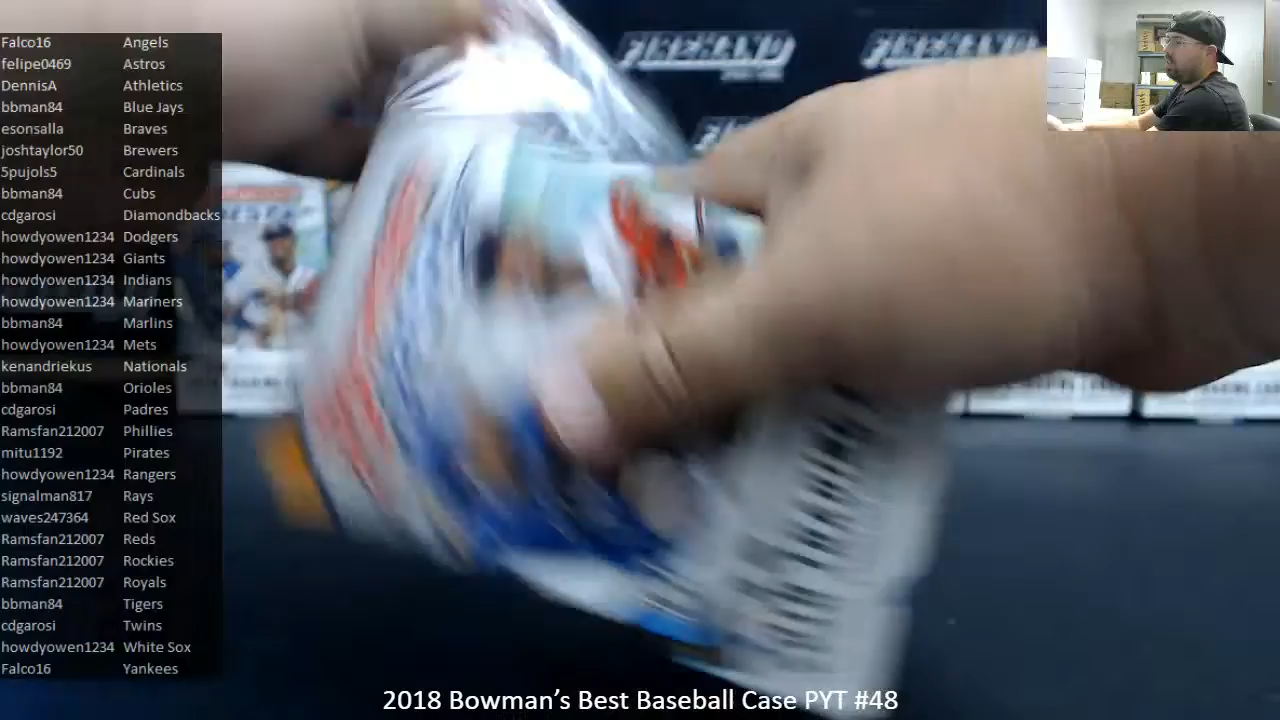 Falco16 Angels
felipe0469 Astros
DennisA Athletics
bbman84 Blue Jays
esonsalla Braves
joshtaylor50 Brewers
5pujols5 Cardinals
bbman84 Cubs
cdgarosi Diamondbacks
howdyowen1234 Dodgers
howdyowen1234 Giants
howdyowen1234 Indians
howdyowen1234 Mariners
bbman84 Marlins
howdyowen1234 Mets
kenandriekus Nationals
bbman84 Orioles
cdgarosi Padres
Ramsfan212007 Phillies
mitu1192 Pirates
howdyowen1234 Rangers
signalman817 Rays
waves247364 Red Sox
Ramsfan212007 Reds
Ramsfan212007 Rockies
Ramsfan212007 Royals
bbman84 Tigers
cdgarosi Twins
howdyowen1234 White Sox
Falco16 Yankees
2018 Bowman’s Best Baseball Case PYT #48